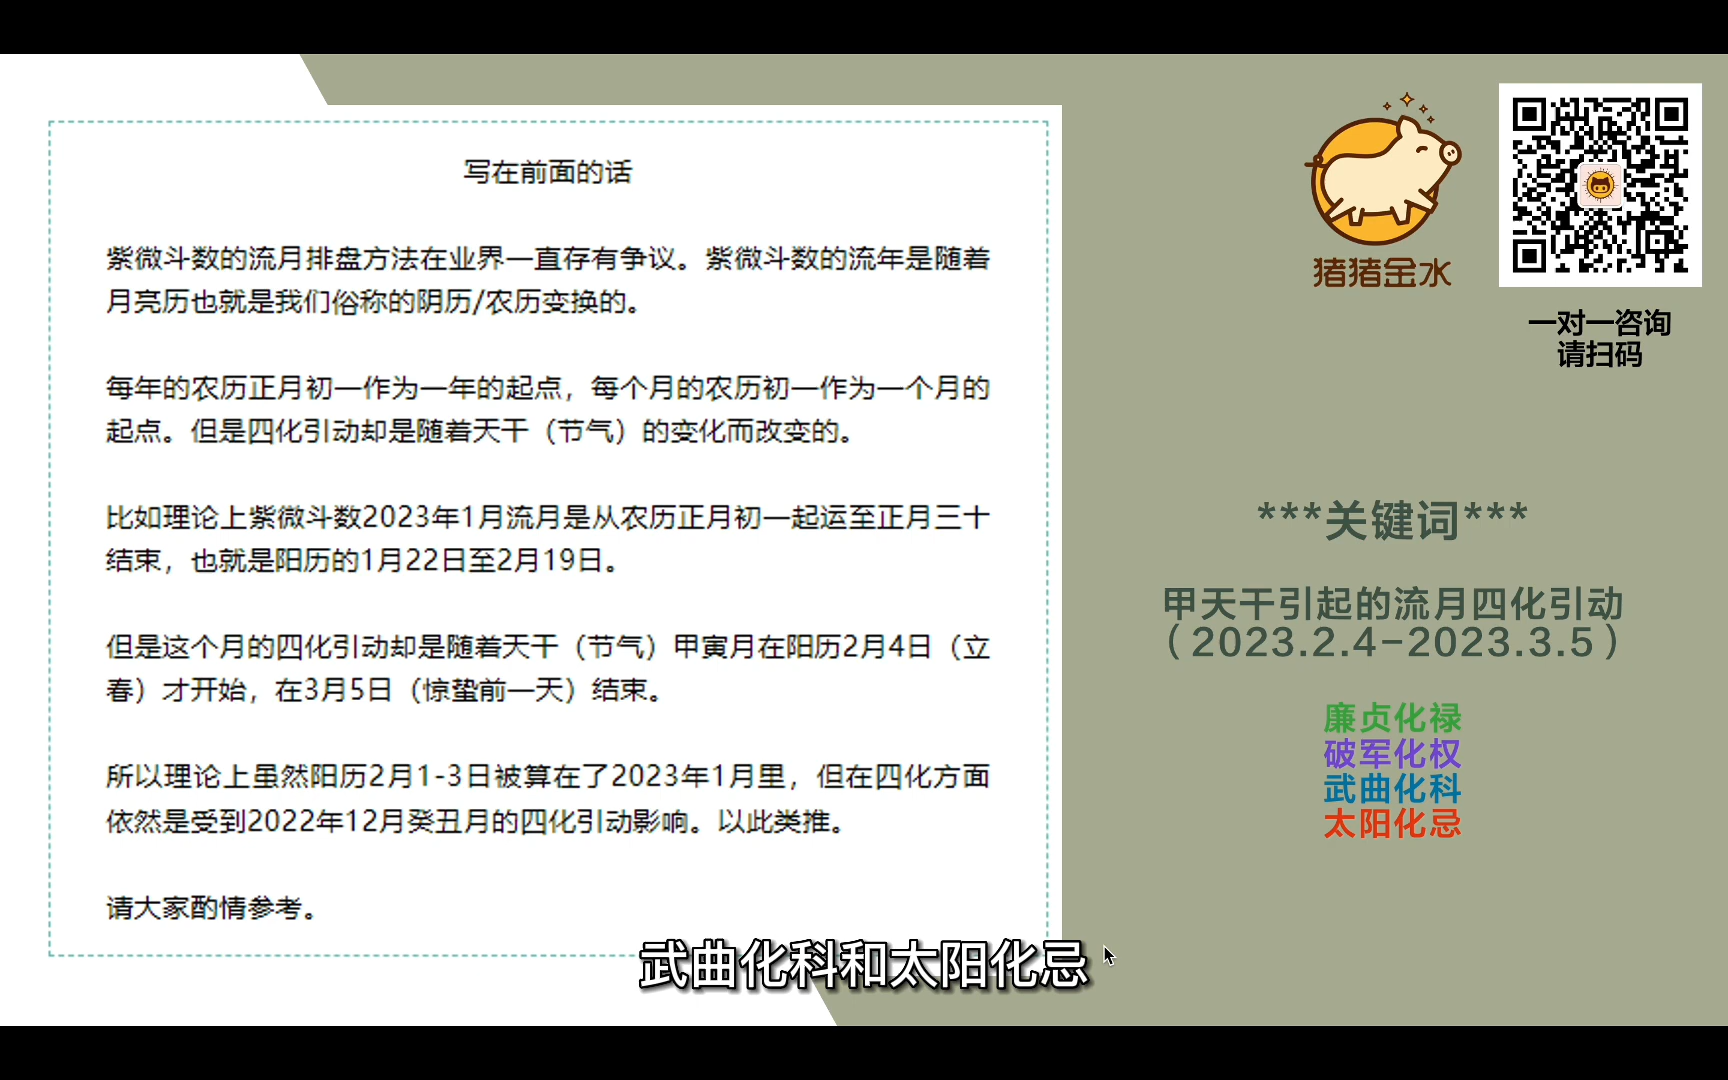 写在前面的话
紫微斗数的流月排盘方法在业界一直存有争议。紫微斗数的流年是随着
月亮历也就是我们俗称的阴历/农历变换的。
每年的农历正月初一作为一年的起点，每个月的农历初一作为一个月的
起点。但是四化引动却是随着天干（节气）的变化而改变的。
比如理论上紫微斗数2023年1月流月是从农历正月初一起运至正月三十
结束，也就是阳历的1月22日至2月19日。
但是这个月的四化引动却是随着天干（节气）甲寅月在阳历2月4日（立
春）才开始，在3月5日（惊蛰前一天）结束。
所以理论上虽然阳历2月1-3日被算在了2023年1月里，但在四化方面
依然是受到2022年12月癸丑月的四化引动影响。以此类推。
请大家酌情参考。
猪猪金水
一对一咨询
请扫码
***关键词***
甲天干引起的流月四化引动
（2023.2.4-2023.3.5）
廉贞化禄
破军化权
武曲化科
太阳化忌
武曲化科和太阳化忌